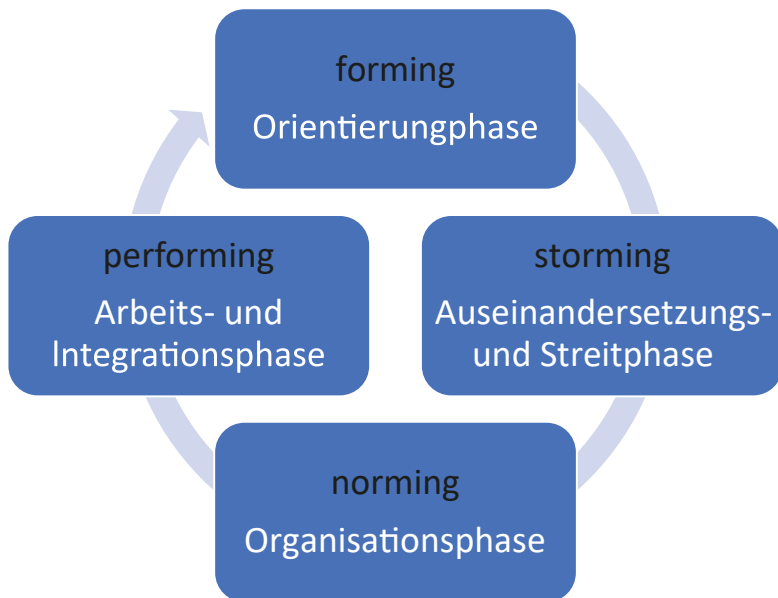 forming
Orientierungphase
storming
Auseinandersetzungs-
und Streitphase
norming
Organisationsphase
performing
Arbeits- und
Integrationsphase